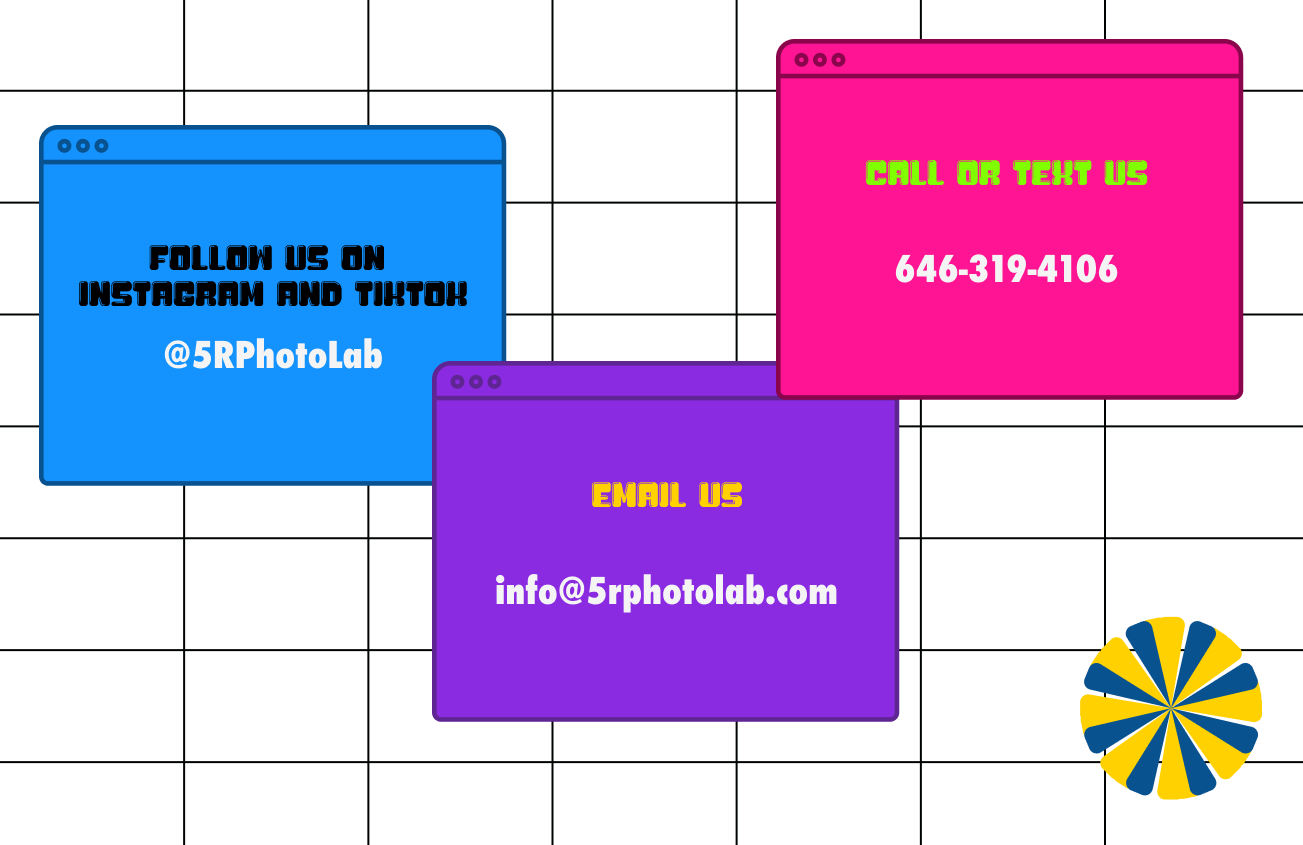 FOLLOW US ON
INSTAGRAM AND TIKTOK
@5RPhotoLab
CALL OR TEXT US
646-319-4106
EMAIL US
info@5rphotolab.com